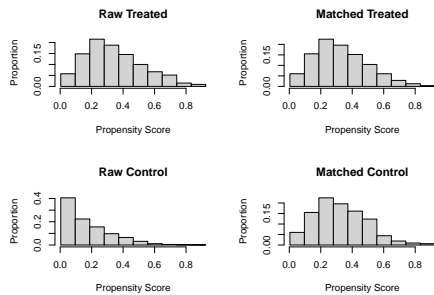 Raw Treated
Proportion
0.00 0.15
0.0 0.2 0.4 0.6 0.8
Propensity Score
Matched Treated
Proportion
0.00 0.15
0.0 0.2 0.4 0.6 0.8
Propensity Score
Raw Control
Proportion
0.0 0.2 0.4
0.0 0.2 0.4 0.6 0.8
Propensity Score
Matched Control
Proportion
0.00 0.15
0.0 0.2 0.4 0.6 0.8
Propensity Score